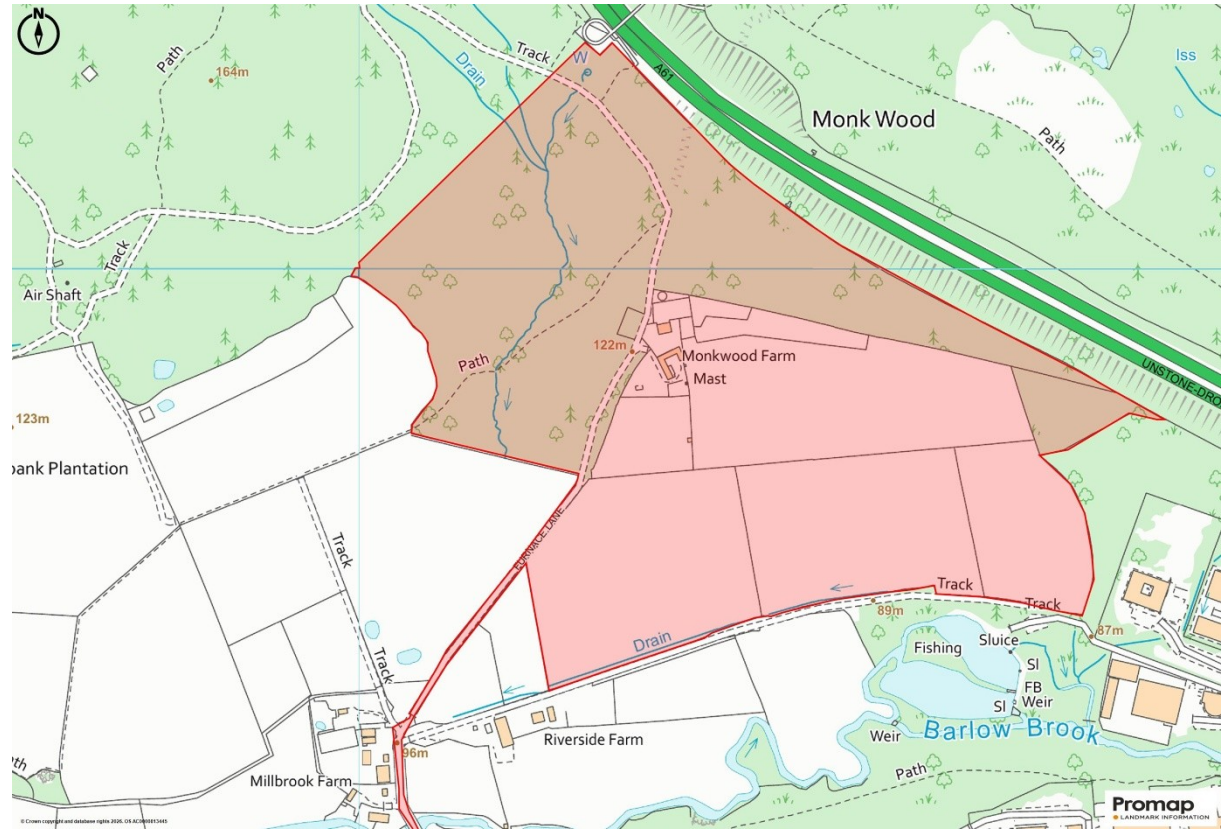 N
Track
Path
164m
Drain
W
A61
Iss
Monk Wood
Path
Track
Air Shaft
122m
Path
Monkwood Farm
Mast
UNSTONE-DRO
123m
bank Plantation
FURNACE LANE
Track
Track
89m
Track
87m
Drain
Fishing
Sluice
Sl
FB
Weir
Sl
Track
Weir
Barlow Brook
Riverside Farm
96m
Path
Millbrook Farm
ath
Promap
LANDMARK INFORMATION